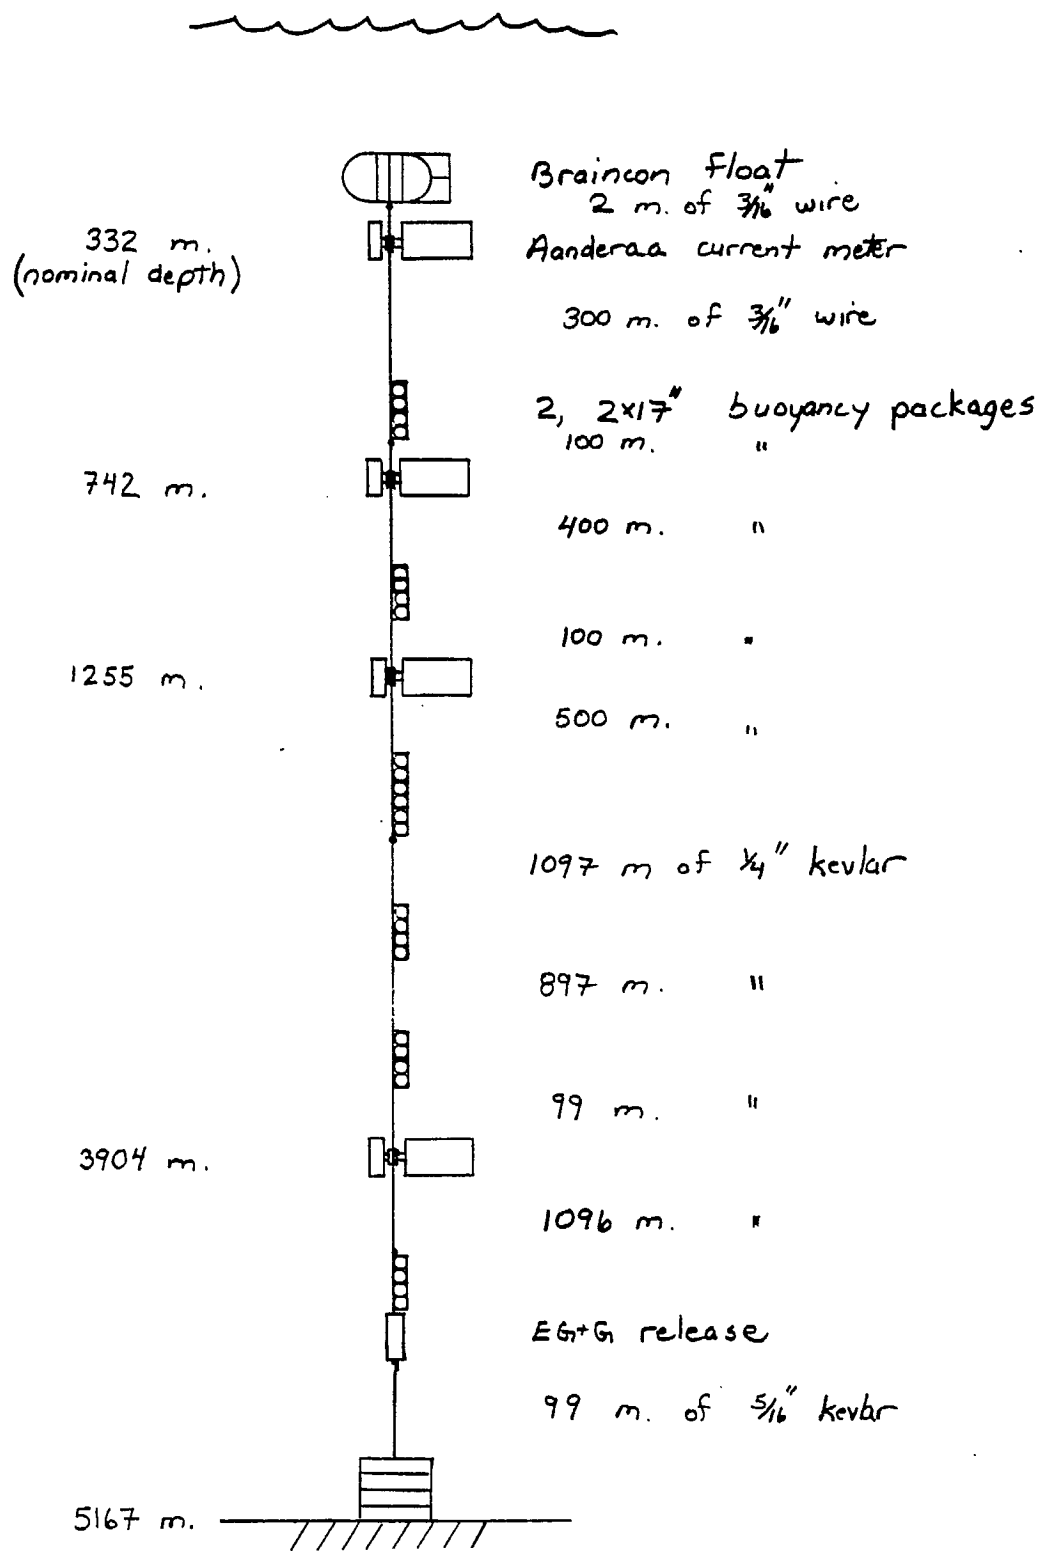 Braincon float
2 m. of 3/16" wire
332 m.
(nominal depth)
Aanderaa current meter
300 m. of 3/16" wire
2, 2x17" buoyancy packages
100 m. "
742 m.
400 m. "
100 m. "
1255 m.
500 m. "
1097 m of 1/4" kevlar
897 m. "
99 m. "
3904 m.
1096 m. "
EG+G release
99 m. of 5/16" kevlar
5167 m.